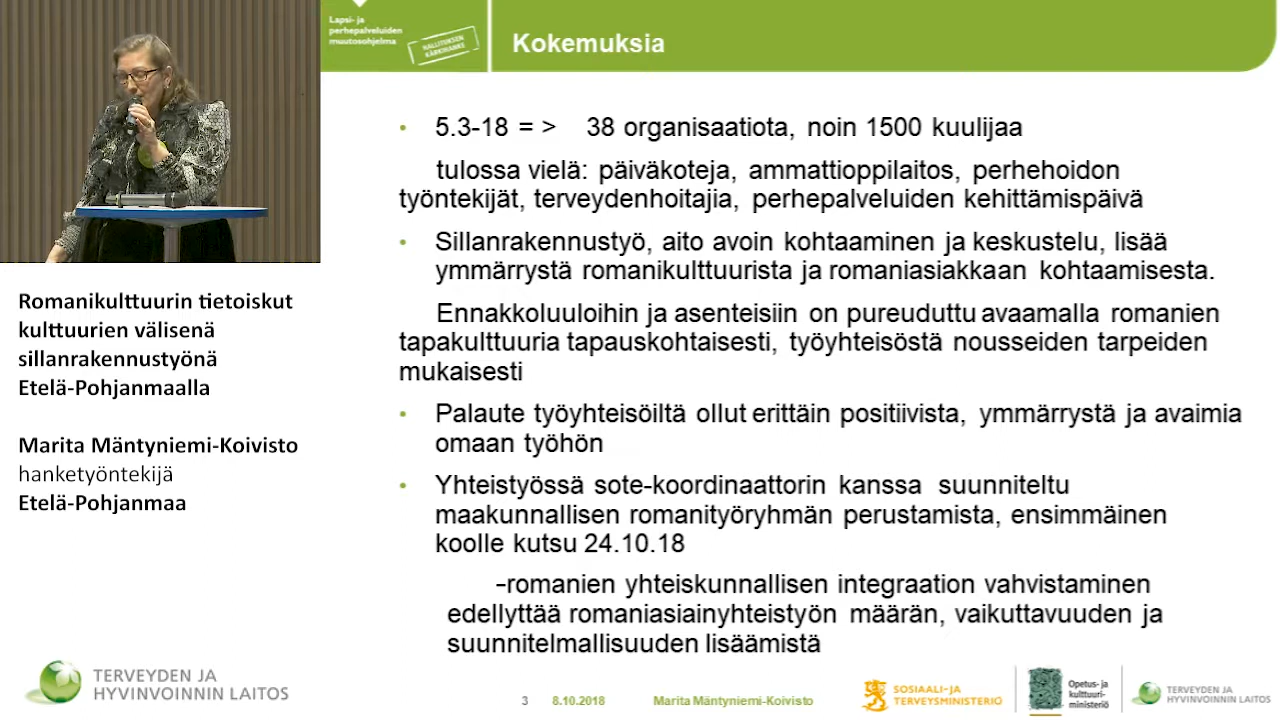 Lapsi- ja
perhepalveluiden
muutosohjelma
HALLITUKSEN
KÄRKIHANKE
Kokemuksia
• 5.3-18 = > 38 organisaatiota, noin 1500 kuulijaa
tulossa vielä: päiväkoteja, ammattioppilaitos, perhehoidon
työntekijät, terveydenhoitajia, perhepalveluiden kehittämispäivä
• Sillanrakennustyö, aito avoin kohtaaminen ja keskustelu, lisää
ymmärrystä romanikulttuurista ja romaniasiakkaan kohtaamisesta.
Ennakkoluuloihin ja asenteisiin on pureuduttu avaamalla romanien
tapakulttuuria tapauskohtaisesti, työyhteisöstä nousseiden tarpeiden
mukaisesti
• Palaute työyhteisöiltä ollut erittäin positiivista, ymmärrystä ja avaimia
omaan työhön
• Yhteistyössä sote-koordinaattorin kanssa suunniteltu
maakunnallisen romanityöryhmän perustamista, ensimmäinen
koolle kutsu 24.10.18
–romanien yhteiskunnallisen integraation vahvistaminen
edellyttää romaniasiainyhteistyön määrän, vaikuttavuuden ja
suunnitelmallisuuden lisäämistä
Romanikulttuurin tietoiskut
kulttuurien välisenä
sillanrakennustyönä
Etelä-Pohjanmaalla
Marita Mäntyniemi-Koivisto
hanketyöntekijä
Etelä-Pohjanmaa
TERVEYDEN JA
HYVINVOINNIN LAITOS
3 8.10.2018 Marita Mäntyniemi-Koivisto
SOSIAALI- JA
TERVEYSMINISTERIÖ
Opetus- ja
kulttuuri-
ministeriö
TERVEYDEN JA
HYVINVOINNIN LAITOS